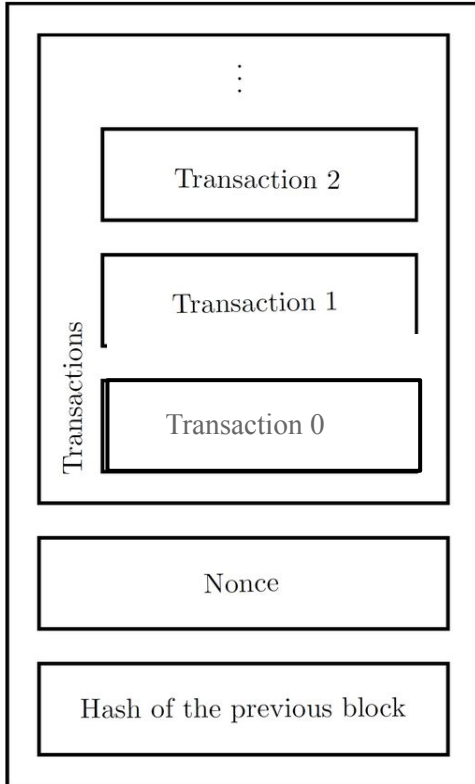 ⋮
Transaction 2
Transaction 1
Transaction 0
Transactions
Nonce
Hash of the previous block